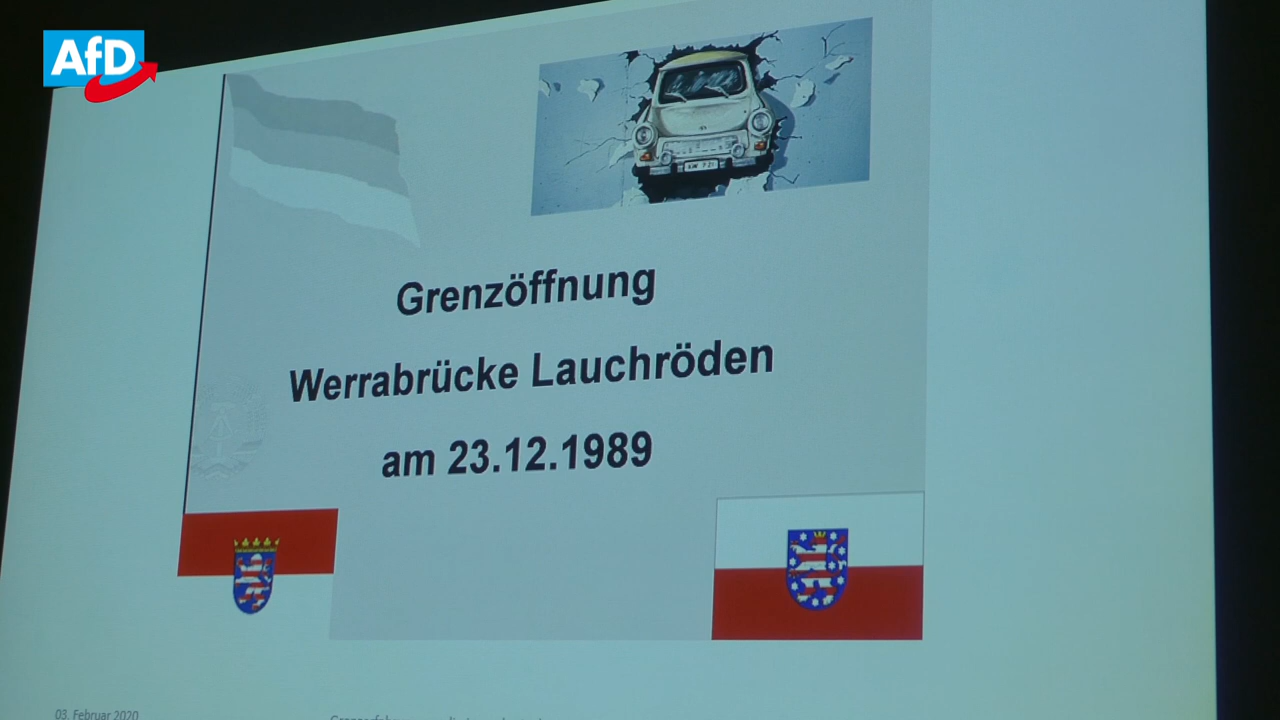 AfD
Grenzöffnung
Werrabrücke Lauchröden
am 23.12.1989
03. Februar 2020